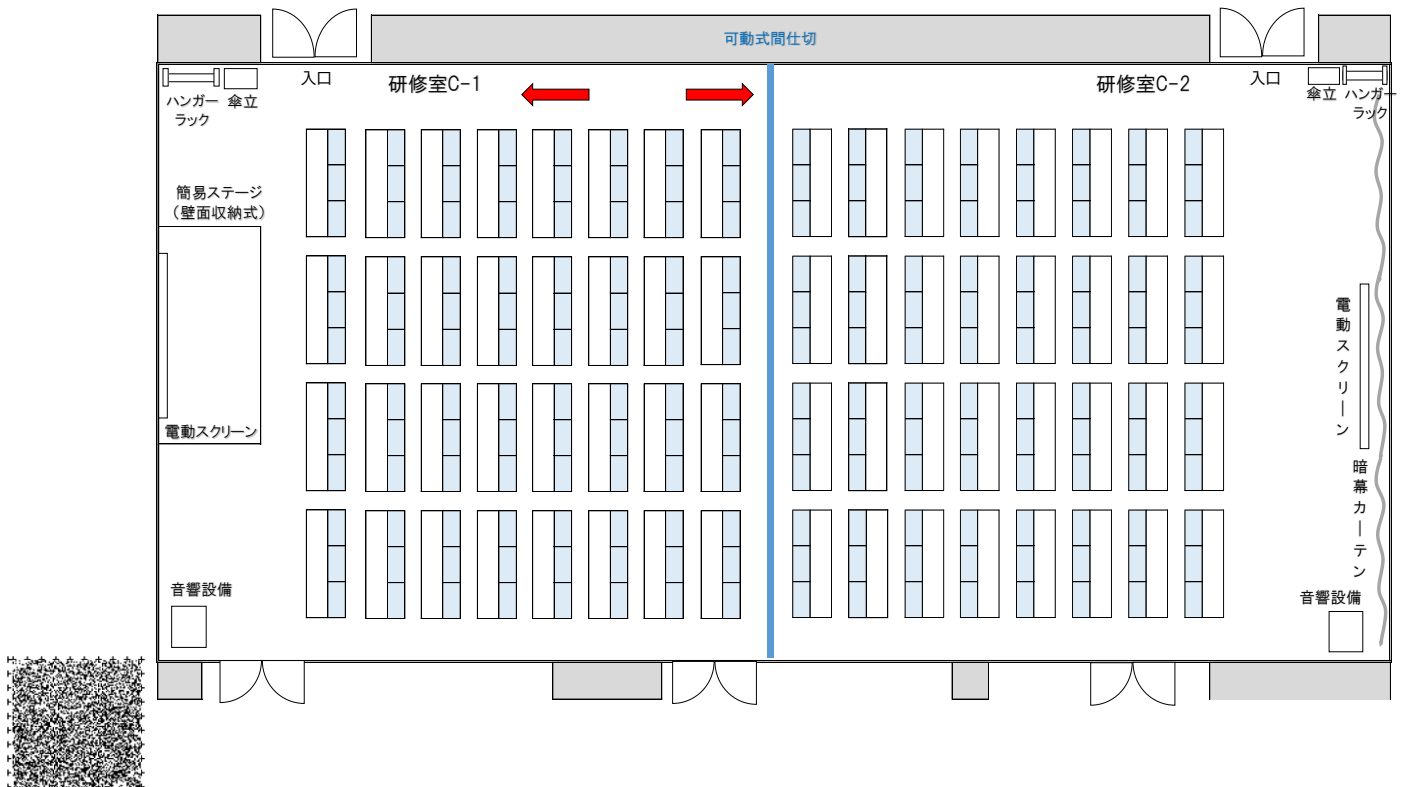 可動式間仕切
入口
研修室C-1
研修室C-2
入口
ハンガー
ラック
傘立
傘立
ハンガー
ラック
簡易ステージ
（壁面収納式）
電動スクリーン
電動スクリーン
暗幕カーテン
音響設備
音響設備